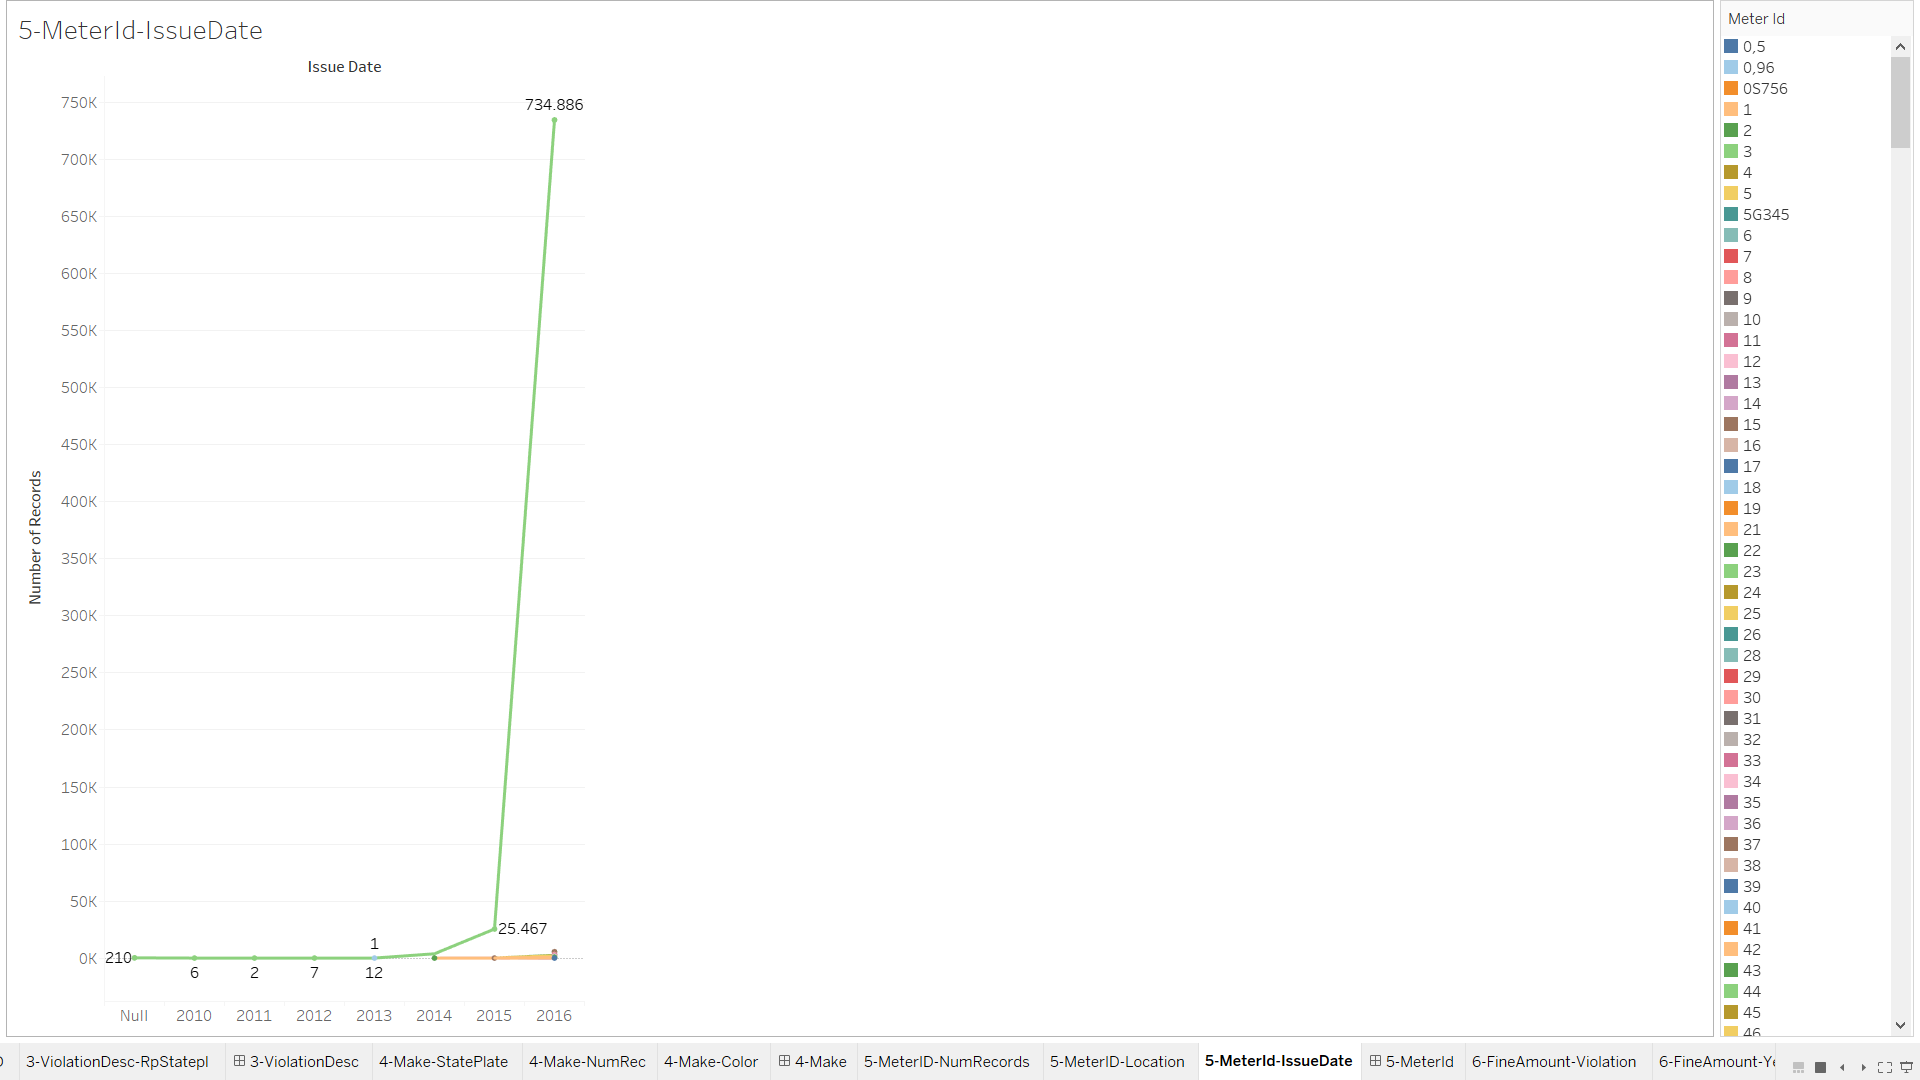 5-MeterId-IssueDate
Issue Date
750K
700K
650K
600K
550K
500K
450K
400K
350K
300K
250K
200K
150K
100K
50K
0K
Number of Records
734.886
25.467
210
6
2
7
1
12
Null 2010 2011 2012 2013 2014 2015 2016
Meter Id
0,5
0,96
0S756
1
2
3
4
5
5G345
6
7
8
9
10
11
12
13
14
15
16
17
18
19
21
22
23
24
25
26
28
29
30
31
32
33
34
35
36
37
38
39
40
41
42
43
44
45
46
3-ViolationDesc-RpStatepl 3-ViolationDesc 4-Make-StatePlate 4-Make-NumRec 4-Make-Color 4-Make 5-MeterID-NumRecords 5-MeterID-Location 5-MeterId-IssueDate 5-MeterId 6-FineAmount-Violation 6-FineAmount-Ye